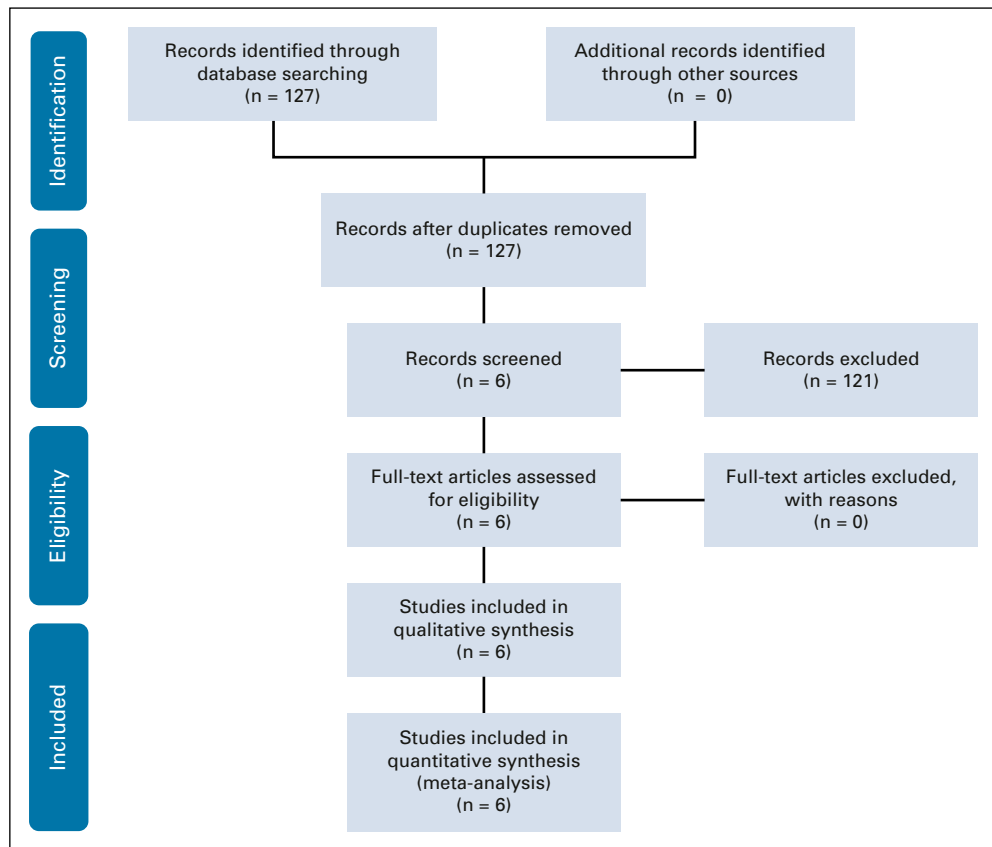 Identification
Records identified through
database searching
(n = 127)
Additional records identified
through other sources
(n = 0)
Records after duplicates removed
(n = 127)
Screening
Records screened
(n = 6)
Records excluded
(n = 121)
Eligibility
Full-text articles assessed
for eligibility
(n = 6)
Full-text articles excluded,
with reasons
(n = 0)
Included
Studies included in
qualitative synthesis
(n = 6)
Studies included in
quantitative synthesis
(meta-analysis)
(n = 6)